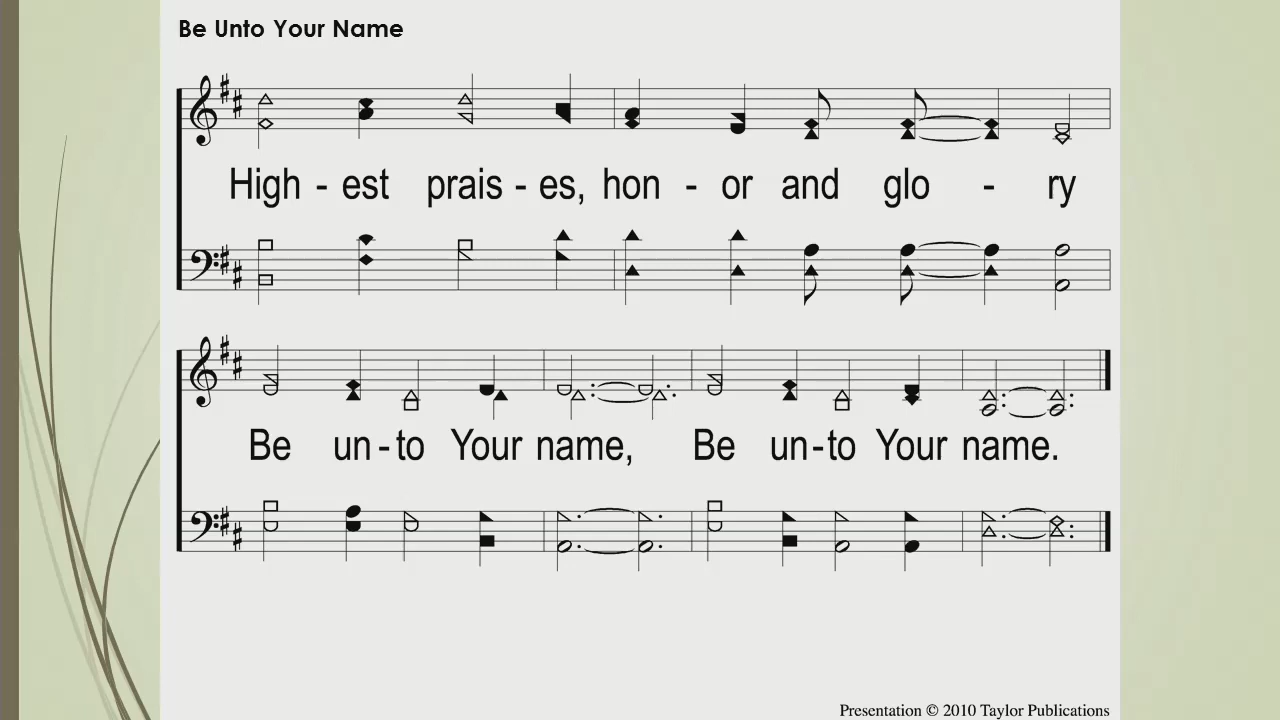 Be Unto Your Name
High - est prais - es, hon - or and glo - ry
Be un - to Your name, Be un - to Your name.
Presentation © 2010 Taylor Publications